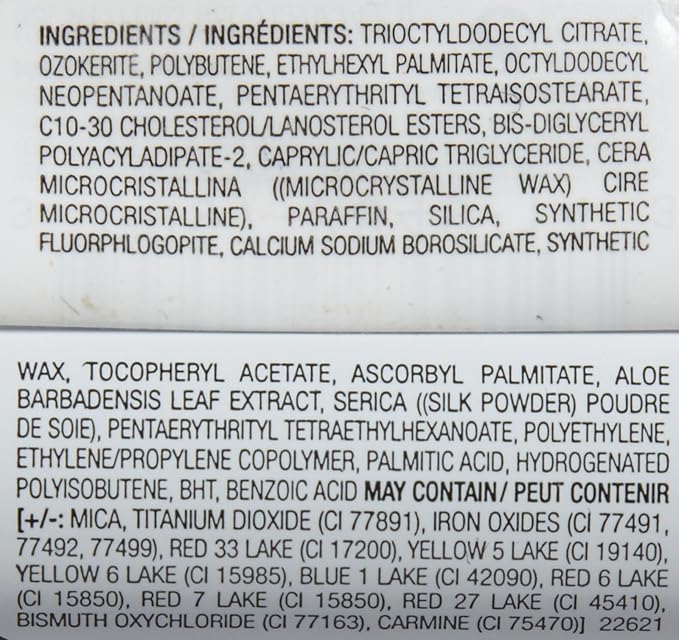 INGREDIENTS / INGRÉDIENTS: TRIOCTYLDODECYL CITRATE,
OZOKERITE, POLYBUTENE, ETHYLHEXYL PALMITATE, OCTYLDODECYL
NEOPENTANOATE, PENTAERYTHRITYL TETRAISOSTEARATE,
C10-30 CHOLESTEROL/LANOSTEROL ESTERS, BIS-DIGLYCERYL
POLYACYLADIPATE-2, CAPRYLIC/CAPRIC TRIGLYCERIDE, CERA
MICROCRISTALLINA ((MICROCRYSTALLINE WAX) CIRE
MICROCRISTALLINE), PARAFFIN, SILICA, SYNTHETIC
FLUORPHLOGOPITE, CALCIUM SODIUM BOROSILICATE, SYNTHETIC
WAX, TOCOPHERYL ACETATE, ASCORBYL PALMITATE, ALOE
BARBADENSIS LEAF EXTRACT, SERICA ((SILK POWDER) POUDRE
DE SOIE), PENTAERYTHRITYL TETRAETHYLHEXANOATE, POLYETHYLENE,
ETHYLENE/PROPYLENE COPOLYMER, PALMITIC ACID, HYDROGENATED
POLYISOBUTENE, BHT, BENZOIC ACID MAY CONTAIN/ PEUT CONTENIR
[+/-: MICA, TITANIUM DIOXIDE (CI 77891), IRON OXIDES (CI 77491,
77492, 77499), RED 33 LAKE (CI 17200), YELLOW 5 LAKE (CI 19140),
YELLOW 6 LAKE (CI 15985), BLUE 1 LAKE (CI 42090), RED 6 LAKE
(CI 15850), RED 7 LAKE (CI 15850), RED 27 LAKE (CI 45410),
BISMUTH OXYCHLORIDE (CI 77163), CARMINE (CI 75470)] 22621